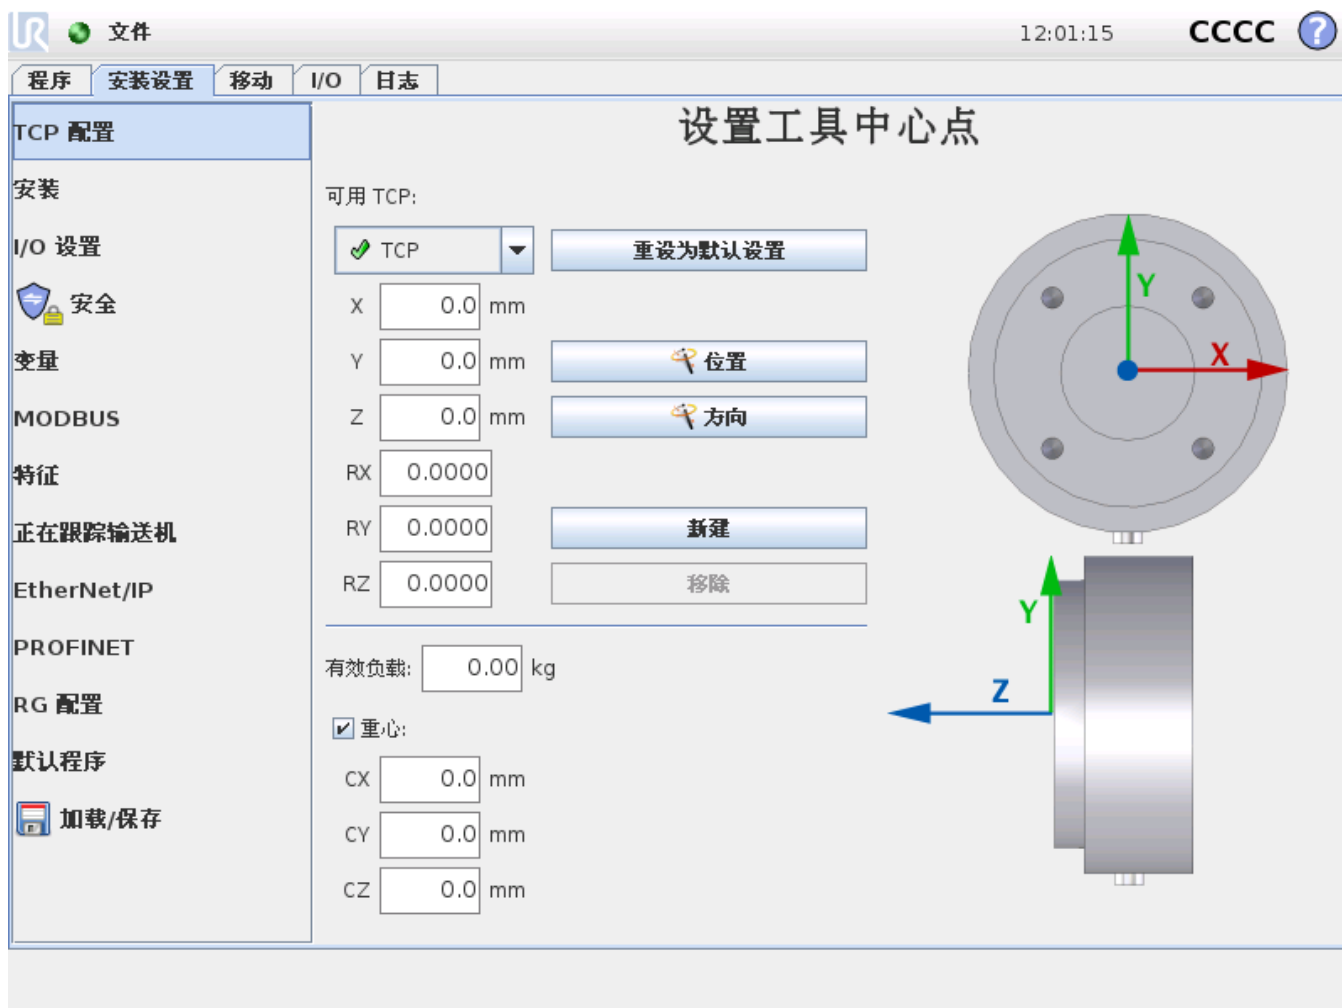 UR 文件 12:01:15 CCCC ?
程序 安装设置 移动 I/O 日志
TCP 配置
安装
I/O 设置
安全
变量
MODBUS
特征
正在跟踪输送机
EtherNet/IP
PROFINET
RG 配置
默认程序
加载/保存
设置工具中心点
可用 TCP:
TCP 重设为默认设置
X 0.0 mm
Y 0.0 mm 位置
Z 0.0 mm 方向
RX 0.0000
RY 0.0000 新建
RZ 0.0000 移除
有效负载: 0.00 kg
重心:
CX 0.0 mm
CY 0.0 mm
CZ 0.0 mm
Y
X
Y
Z